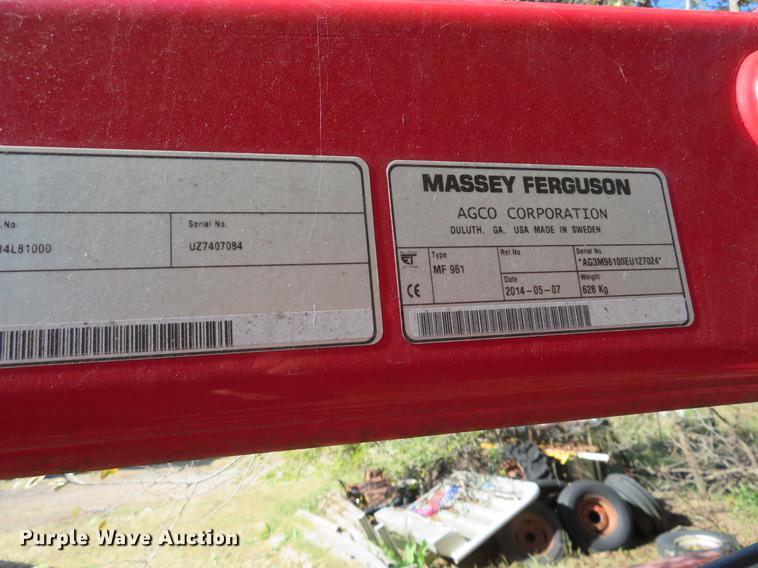 .No.
14L81000
Serial No.
UZ7407084
MASSEY FERGUSON
AGCO CORPORATION
DULUTH, GA. USA MADE IN SWEDEN
Type
MF 961
Ref.No
Serial No.
*AG3M96100EU127024*
Date
2014-05-07
Weight
628 Kg
CE
Purple Wave Auction